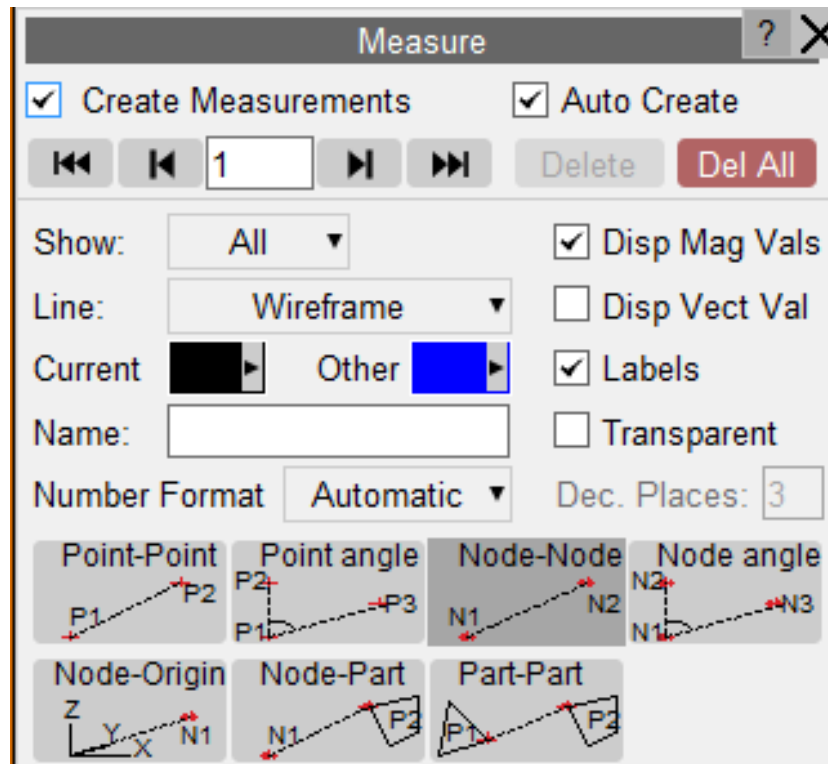 Measure ?
Create Measurements Auto Create
1 Delete Del All
Show: All Disp Mag Vals
Line: Wireframe Disp Vect Val
Current Other Labels
Name: Transparent
Number Format Automatic Dec. Places: 3
Point-Point Point angle Node-Node Node angle
P1 P2 P2 P1 P3 N1 N2 N2 N1 N3
Node-Origin Node-Part Part-Part
Z Y X N1 N1 P2 P1 P2